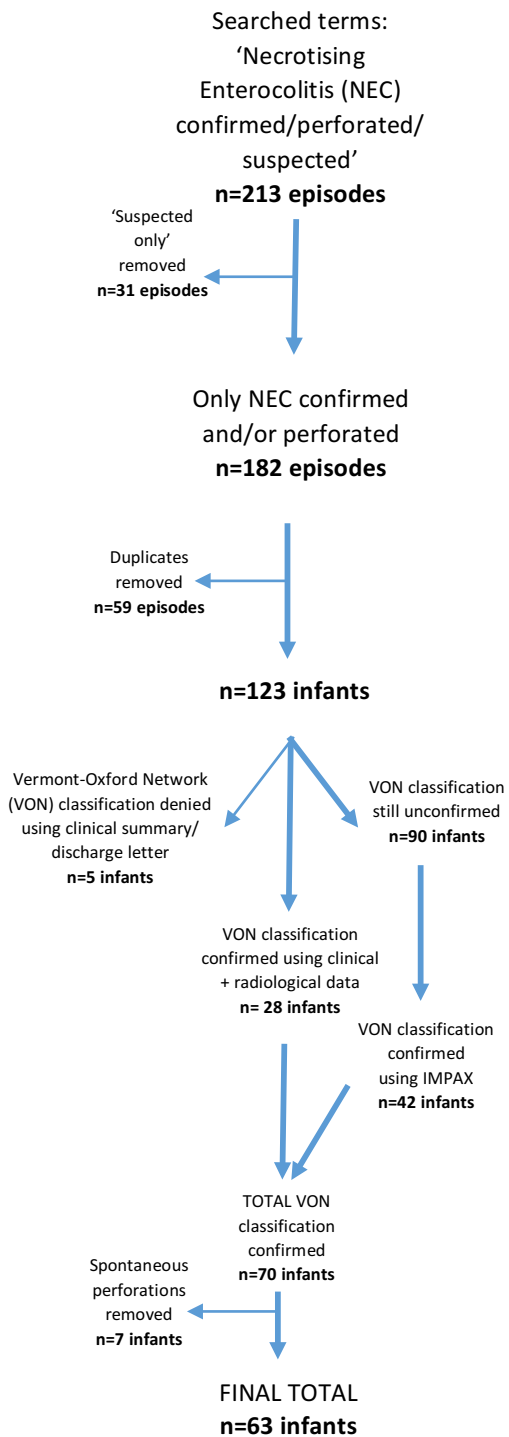 Searched terms:
‘Necrotising
Enterocolitis (NEC)
confirmed/perforated/
suspected’
n=213 episodes
‘Suspected
only’
removed
n=31 episodes
Only NEC confirmed
and/or perforated
n=182 episodes
Duplicates
removed
n=59 episodes
n=123 infants
Vermont-Oxford Network
(VON) classification denied
using clinical summary/
discharge letter
n=5 infants
VON classification
still unconfirmed
n=90 infants
VON classification
confirmed using clinical
+ radiological data
n= 28 infants
VON classification
confirmed
using IMPAX
n=42 infants
TOTAL VON
classification
confirmed
n=70 infants
Spontaneous
perforations
removed
n=7 infants
FINAL TOTAL
n=63 infants